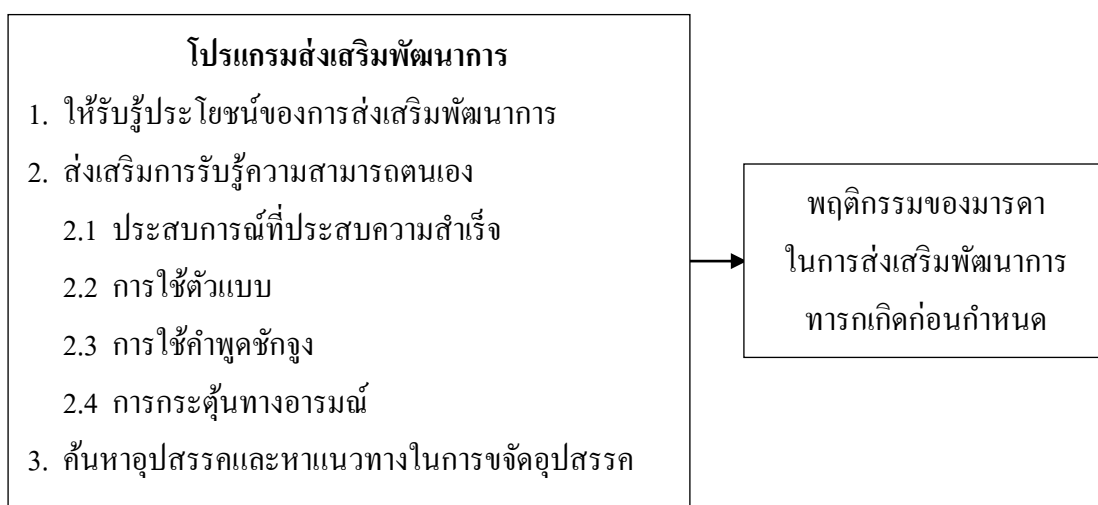 โปรแกรมส่งเสริมพัฒนาการ
1. ให้รับรู้ประโยชน์ของการส่งเสริมพัฒนาการ
2. ส่งเสริมการรับรู้ความสามารถตนเอง
2.1 ประสบการณ์ที่ประสบความสำเร็จ
2.2 การใช้ตัวแบบ
2.3 การใช้คำพูดชักจูง
2.4 การกระตุ้นทางอารมณ์
3. ค้นหาอุปสรรคและหาแนวทางในการขจัดอุปสรรค
พฤติกรรมของมารดา
ในการส่งเสริมพัฒนาการ
ทารกเกิดก่อนกำหนด